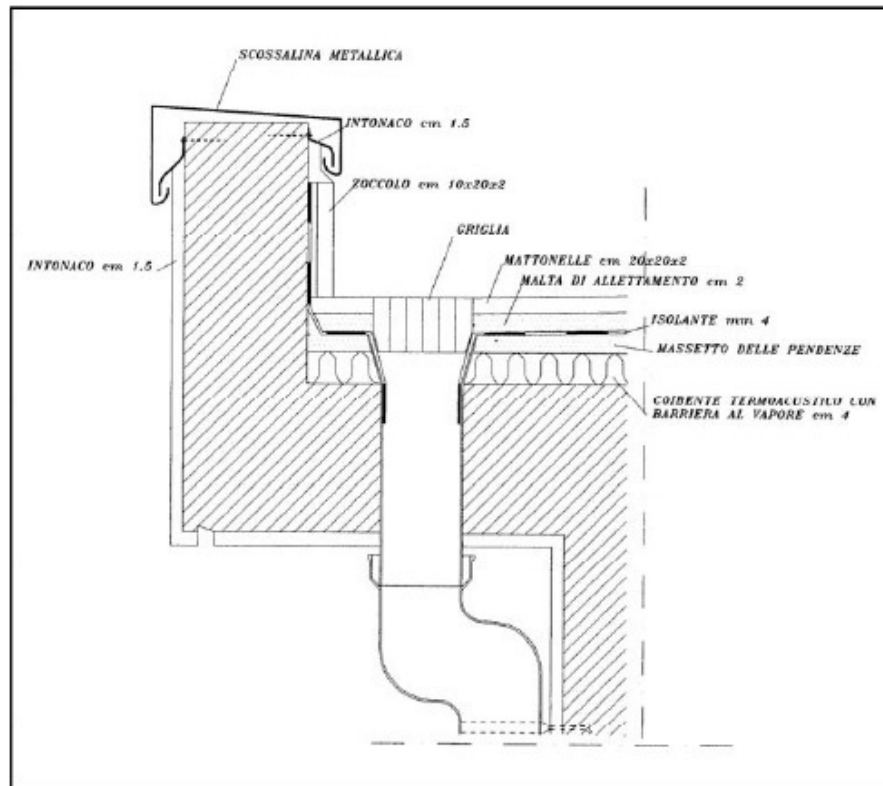 SCOSSALINA METALLICA
INTONACO cm 1.5
ZOCCOLO cm 10x20x2
GRIGLIA
MATTONELLE cm 20x20x2
INTONACO cm 1.5
MALTA DI ALLETTAMENTO cm 2
ISOLANTE mm 4
MASSETTO DELLE PENDENZE
COIBENTE TERMOACUSTICO CON
BARRIERA AL VAPORE cm 4